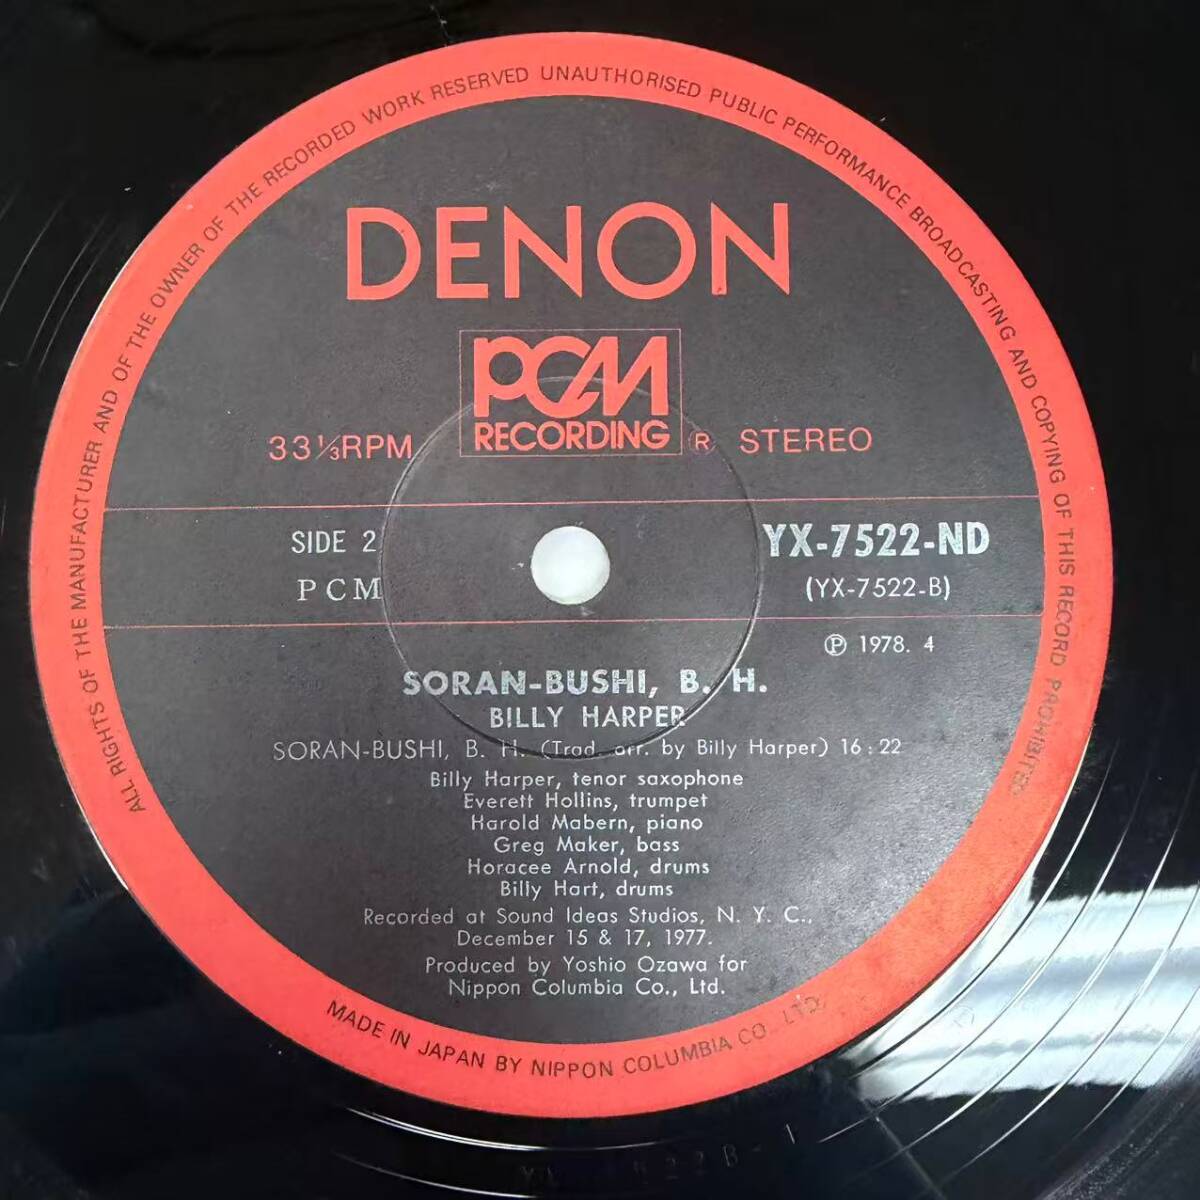 ALL RIGHTS OF THE MANUFACTURER AND OF THE OWNER OF THE RECORDED WORK RESERVED UNAUTHORISED PUBLIC PERFORMANCE BROADCASTING AND COPYING OF THIS RECORD PROHIBITED
DENON
PCM
RECORDING
33⅓RPM ® STEREO
SIDE 2 YX-7522-ND
PCM (YX-7522-B)
℗ 1978. 4
SORAN-BUSHI, B. H.
BILLY HARPER
SORAN-BUSHI, B. H. (Trad. arr. by Billy Harper) 16:22
Billy Harper, tenor saxophone
Everett Hollins, trumpet
Harold Mabern, piano
Greg Maker, bass
Horacee Arnold, drums
Billy Hart, drums
Recorded at Sound Ideas Studios, N. Y. C.,
December 15 & 17, 1977.
Produced by Yoshio Ozawa for
Nippon Columbia Co., Ltd.
MADE IN JAPAN BY NIPPON COLUMBIA CO., LTD.